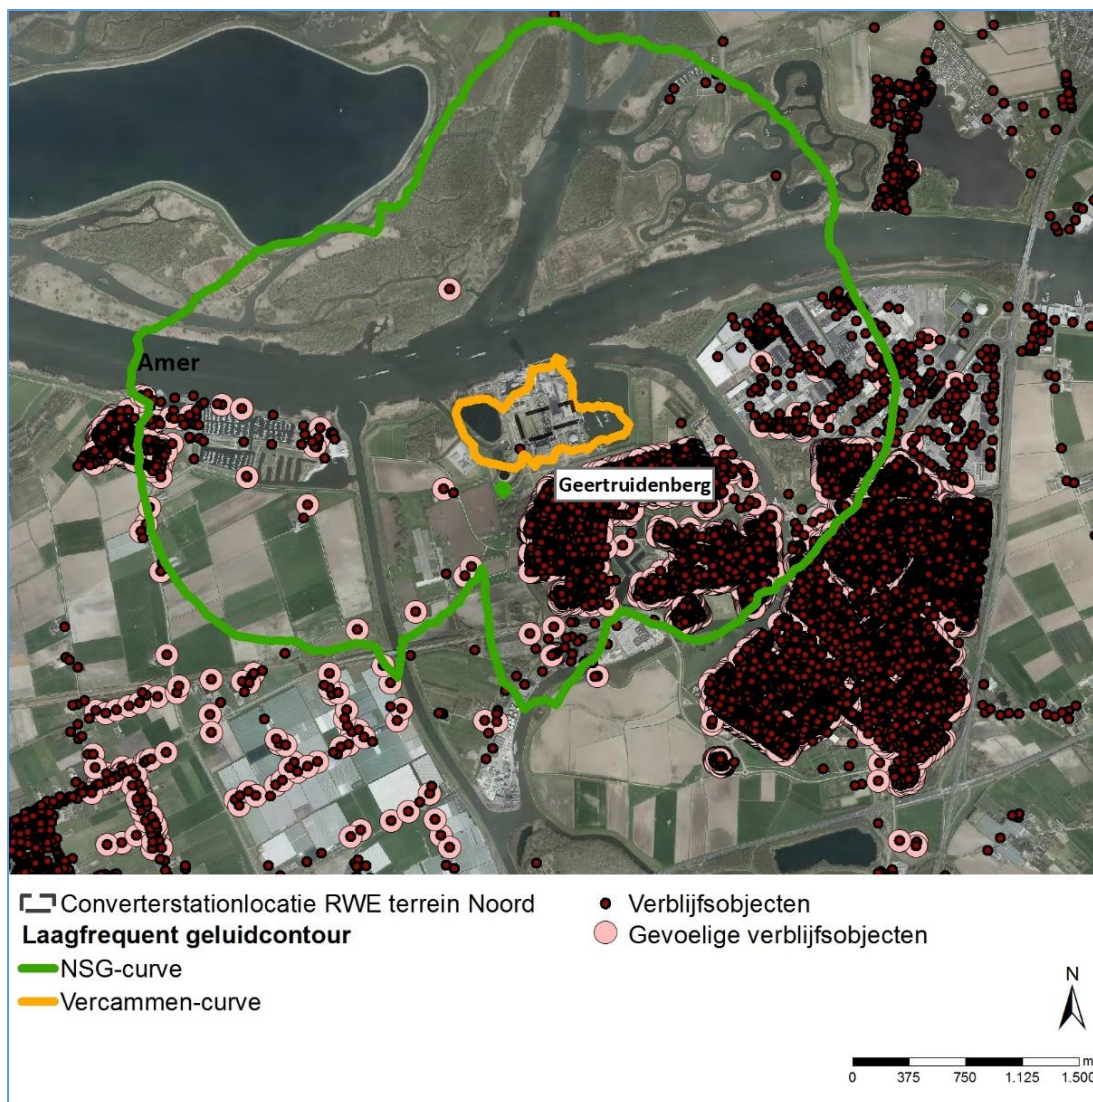 Amer
Geertruidenberg
Converterstationlocatie RWE terrein Noord
Laagfrequent geluidcontour
NSG-curve
Vercammen-curve
Verblijfsobjecten
Gevoelige verblijfsobjecten
N
m
0 375 750 1.125 1.500